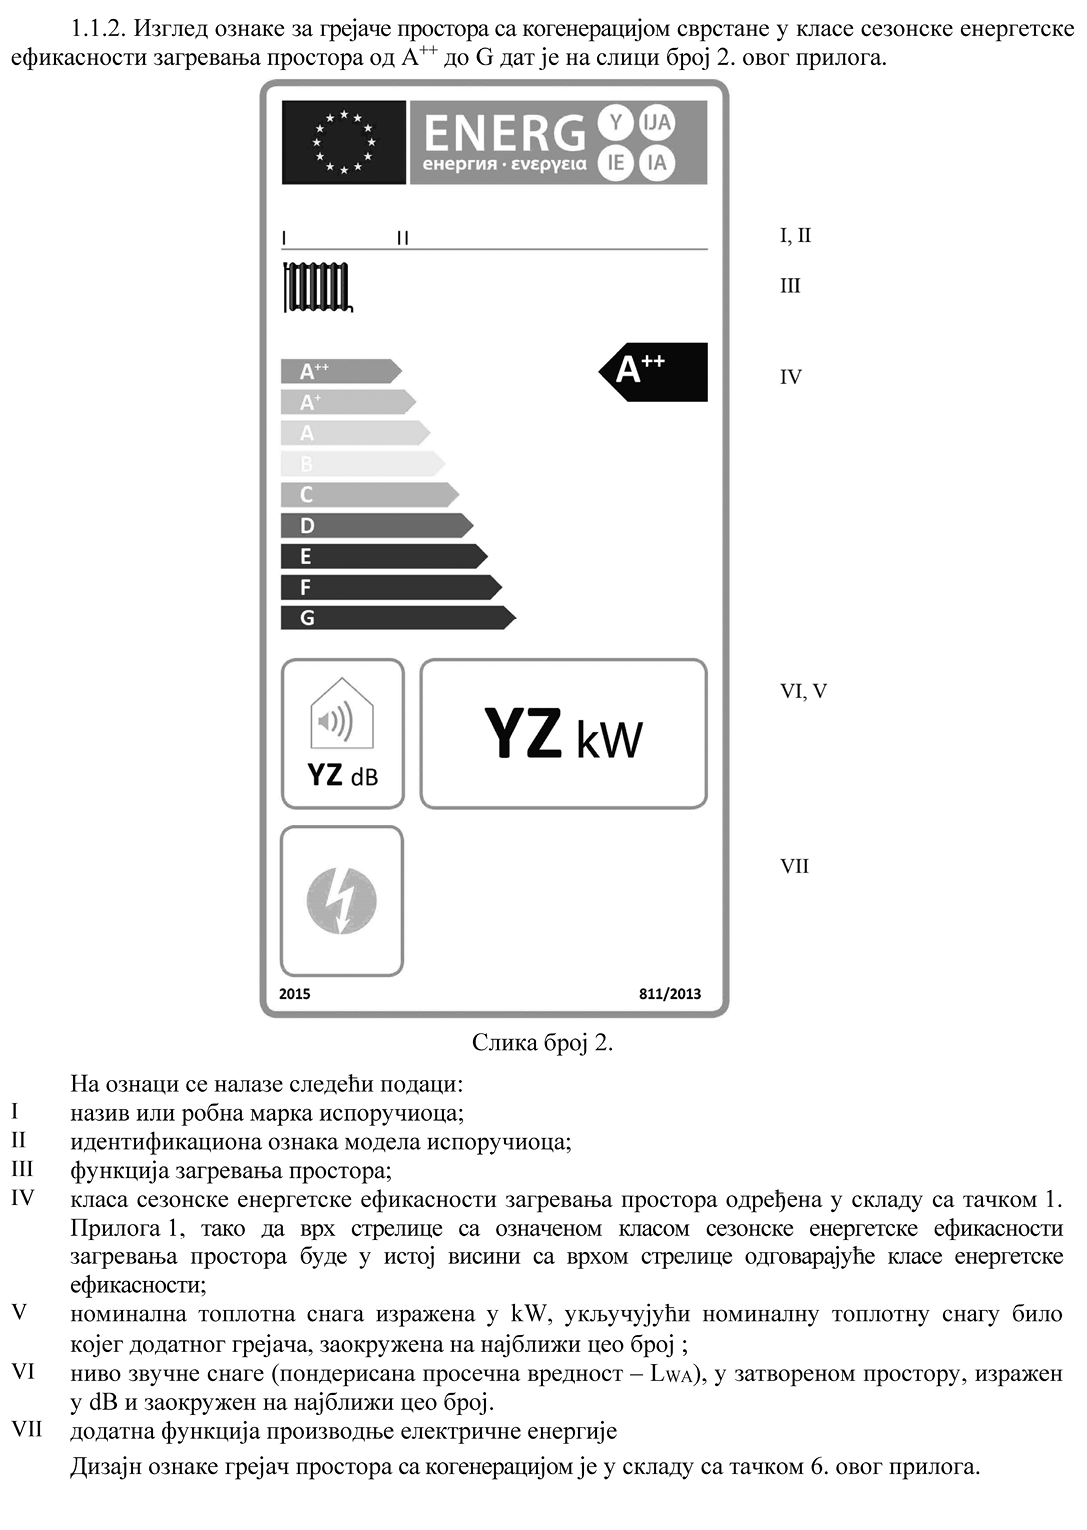 1.1.2. Изглед ознаке за грејаче простора са когенерацијом сврстане у класе сезонске енергетске
ефикасности загревања простора од A++ до G дат је на слици број 2. овог прилога.
ENERG
енергия · ενεργεια
Y
IJA
IE
IA
I
II
I, II
III
A++
A++
IV
A+
A
B
C
D
E
F
G
VI, V
YZ kW
YZ dB
VII
2015
811/2013
Слика број 2.
На ознаци се налазе следећи подаци:
I назив или робна марка испоручиоца;
II идентификациона ознака модела испоручиоца;
III функција загревања простора;
IV класа сезонске енергетске ефикасности загревања простора одређена у складу са тачком 1.
Прилога 1, тако да врх стрелице са означеном класом сезонске енергетске ефикасности
загревања простора буде у истој висини са врхом стрелице одговарајуће класе енергетске
ефикасности;
V номинална топлотна снага изражена у kW, укључујући номиналну топлотну снагу било
којег додатног грејача, заокружена на најближи цео број ;
VI ниво звучне снаге (пондерисана просечна вредност – LWA), у затвореном простору, изражен
у dB и заокружен на најближи цео број.
VII додатна функција производње електричне енергије
Дизајн ознаке грејач простора са когенерацијом је у складу са тачком 6. овог прилога.